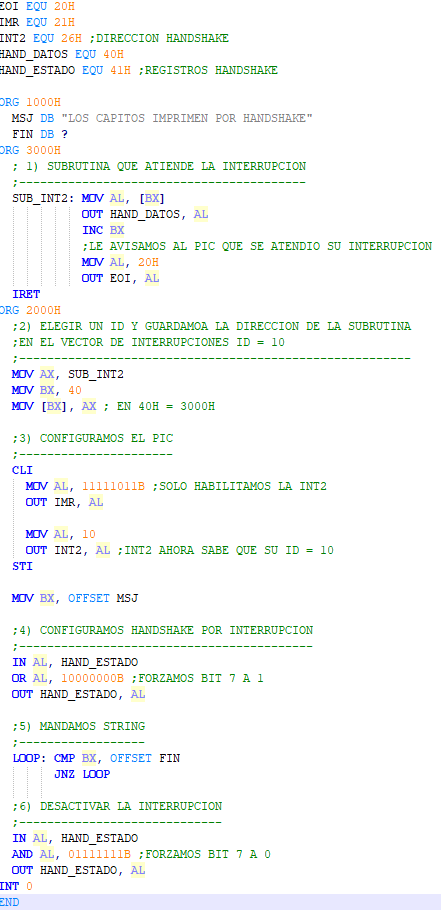 EOI EQU 20H
IMR EQU 21H
INT2 EQU 26H ;DIRECCION HANDSHAKE
HAND_DATOS EQU 40H
HAND_ESTADO EQU 41H ;REGISTROS HANDSHAKE
ORG 1000H
MSJ DB "LOS CAPITOS IMPRIMEN POR HANDSHAKE"
FIN DB ?
ORG 3000H
; 1) SUBRUTINA QUE ATIENDE LA INTERRUPCION
;-----------------------------------------
SUB_INT2: MOV AL, [BX]
OUT HAND_DATOS, AL
INC BX
;LE AVISAMOS AL PIC QUE SE ATENDIO SU INTERRUPCION
MOV AL, 20H
OUT EOI, AL
IRET
ORG 2000H
;2) ELEGIR UN ID Y GUARDAMOA LA DIRECCION DE LA SUBRUTINA
;EN EL VECTOR DE INTERRUPCIONES ID = 10
;--------------------------------------------------------
MOV AX, SUB_INT2
MOV BX, 40
MOV [BX], AX ; EN 40H = 3000H
;3) CONFIGURAMOS EL PIC
;----------------------
CLI
MOV AL, 11111011B ;SOLO HABILITAMOS LA INT2
OUT IMR, AL
MOV AL, 10
OUT INT2, AL ;INT2 AHORA SABE QUE SU ID = 10
STI
MOV BX, OFFSET MSJ
;4) CONFIGURAMOS HANDSHAKE POR INTERRUPCION
;------------------------------------------
IN AL, HAND_ESTADO
OR AL, 10000000B ;FORZAMOS BIT 7 A 1
OUT HAND_ESTADO, AL
;5) MANDAMOS STRING
;------------------
LOOP: CMP BX, OFFSET FIN
JNZ LOOP
;6) DESACTIVAR LA INTERRUPCION
;-----------------------------
IN AL, HAND_ESTADO
AND AL, 01111111B ;FORZAMOS BIT 7 A 0
OUT HAND_ESTADO, AL
INT 0
END